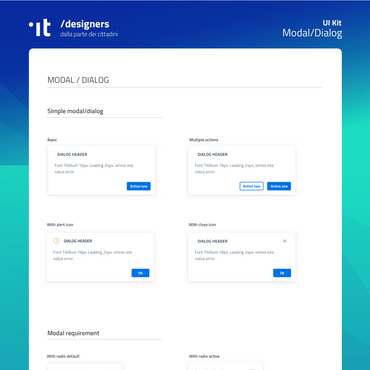 .it /designers
dalla parte dei cittadini
UI Kit
Modal/Dialog
MODAL / DIALOG
Simple modal/dialog
Basic
Multiple actions
DIALOG HEADER
Font Titillium 16px. Leading 24px. omnis iste
natus error.
Action one
DIALOG HEADER
Font Titillium 16px. Leading 24px. omnis iste
natus error.
Action two
Action one
With alert icon
With close icon
DIALOG HEADER
Font Titillium 16px. Leading 24px. omnis iste
natus error.
Ok
DIALOG HEADER
Font Titillium 16px. Leading 24px. omnis iste
natus error.
Ok
Modal requirement
With radio default
With radio active